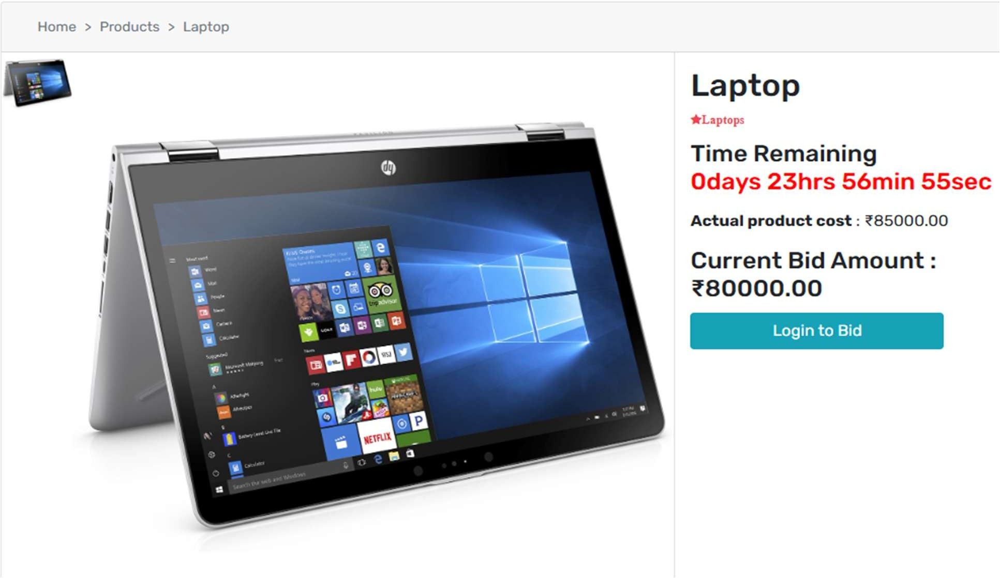 Home > Products > Laptop
Laptop
Laptops
Time Remaining
0days 23hrs 56min 55sec
Actual product cost : ₹85000.00
Current Bid Amount :
₹80000.00
Login to Bid
hp
Most used
Word
Mail
People
News
Camera
Calculator
Suggested
Microsoft Mahjong
Free
A
Calculator
Search the web and Windows
Play
tripadvisor
hulu
NETFLIX